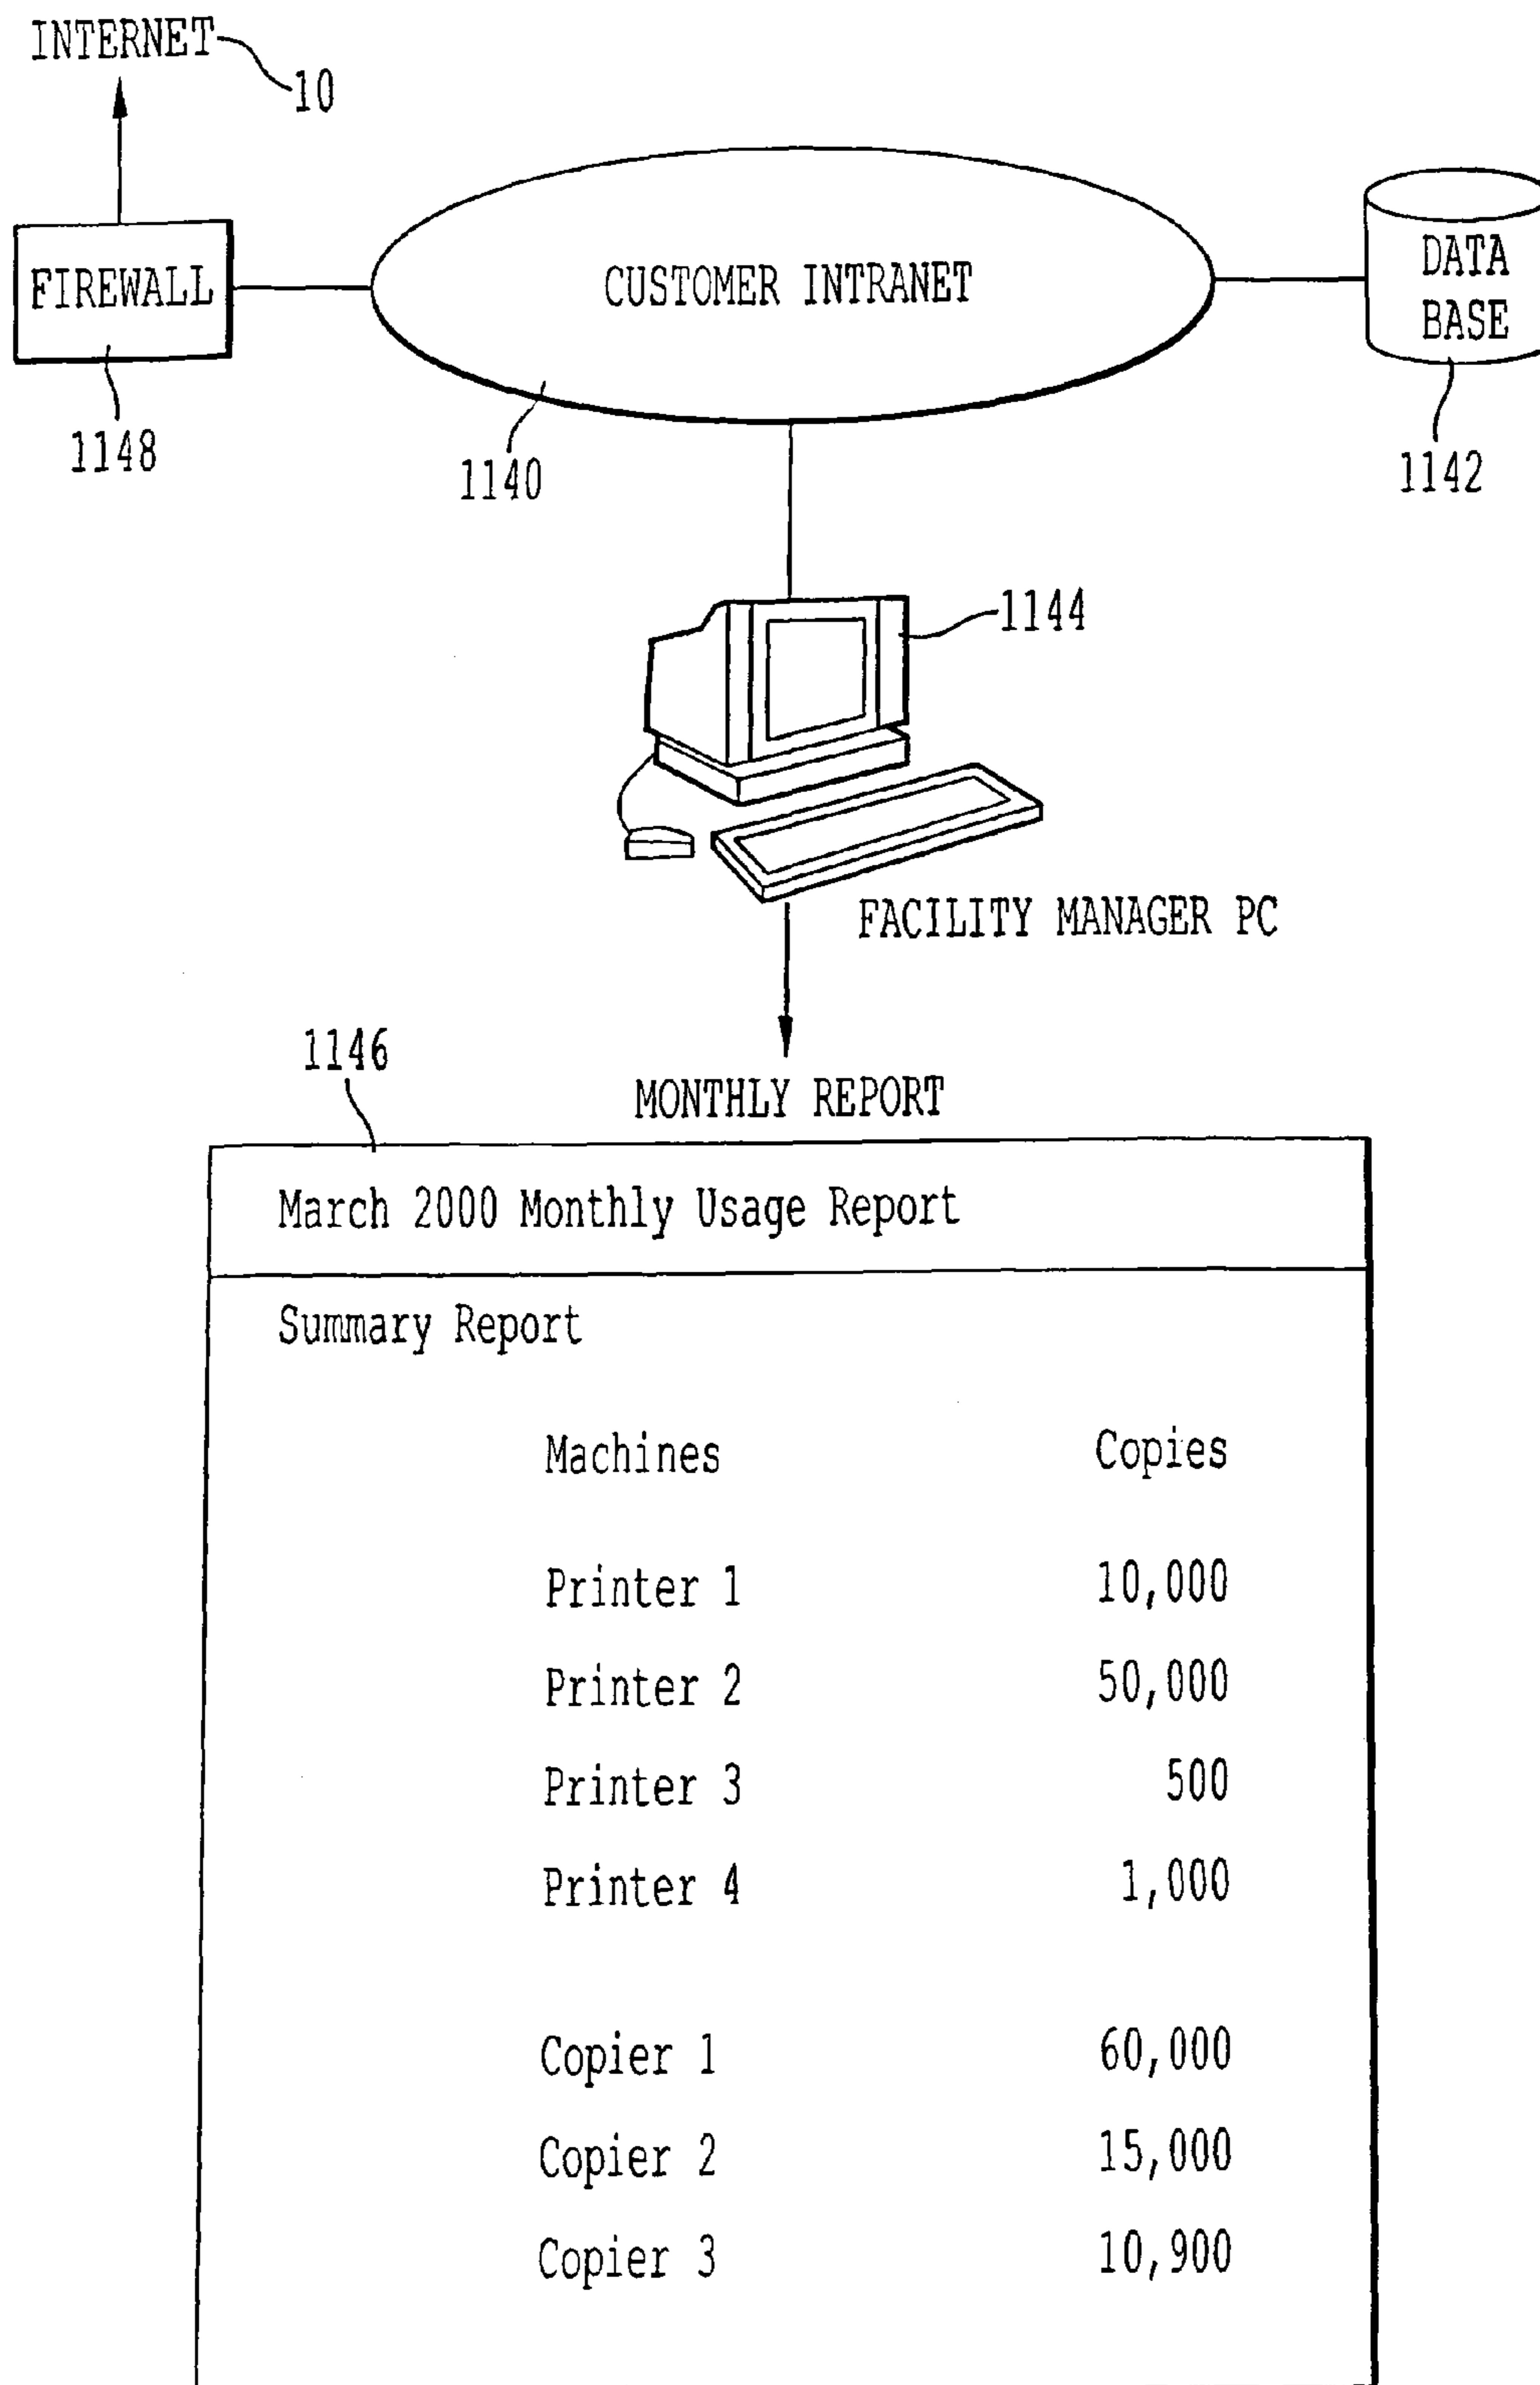 INTERNET
10
FIREWALL
1148
CUSTOMER INTRANET
1140
DATA
BASE
1142
1144
FACILITY MANAGER PC
1146
MONTHLY REPORT
March 2000 Monthly Usage Report
Summary Report
Machines Copies
Printer 1 10,000
Printer 2 50,000
Printer 3 500
Printer 4 1,000
Copier 1 60,000
Copier 2 15,000
Copier 3 10,900